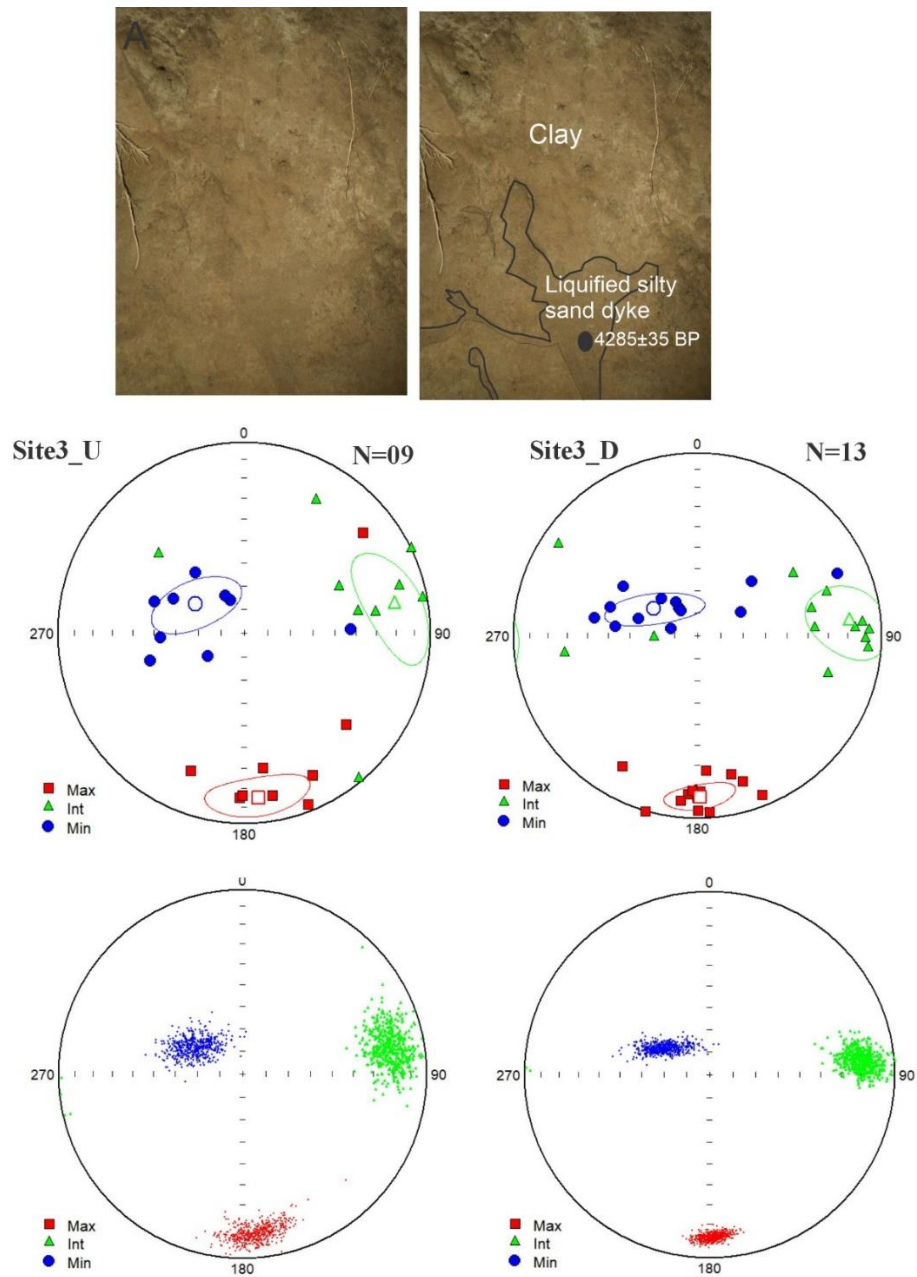 A
Clay
Liquified silty
sand dyke
4285±35 BP
Site3_U
N=09
0
270
90
180
Max
Int
Min
Site3_D
N=13
0
270
90
180
Max
Int
Min
0
270
90
180
Max
Int
Min
0
270
90
180
Max
Int
Min